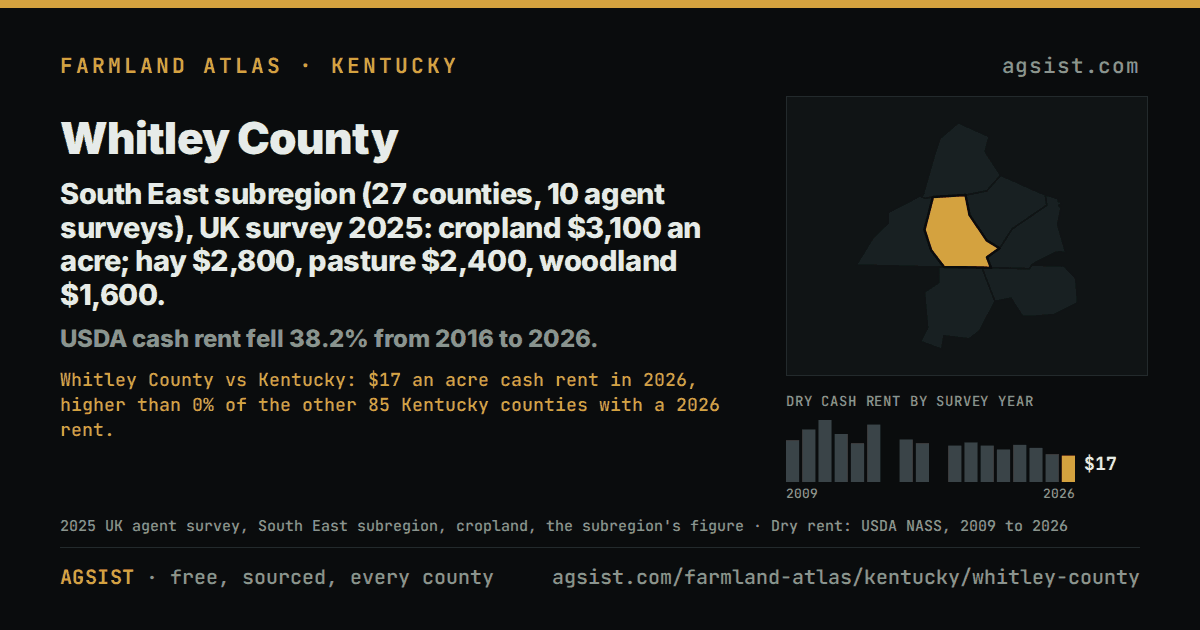 FARMLAND ATLAS · KENTUCKY
agsist.com
Whitley County
South East subregion (27 counties, 10 agent
surveys), UK survey 2025: cropland $3,100 an
acre; hay $2,800, pasture $2,400, woodland
$1,600.
USDA cash rent fell 38.2% from 2016 to 2026.
Whitley County vs Kentucky: $17 an acre cash rent in 2026,
higher than 0% of the other 85 Kentucky counties with a 2026
rent.
DRY CASH RENT BY SURVEY YEAR
$17
2009 2026
2025 UK agent survey, South East subregion, cropland, the subregion's figure · Dry rent: USDA NASS, 2009 to 2026
AGSIST · free, sourced, every county
agsist.com/farmland-atlas/kentucky/whitley-county